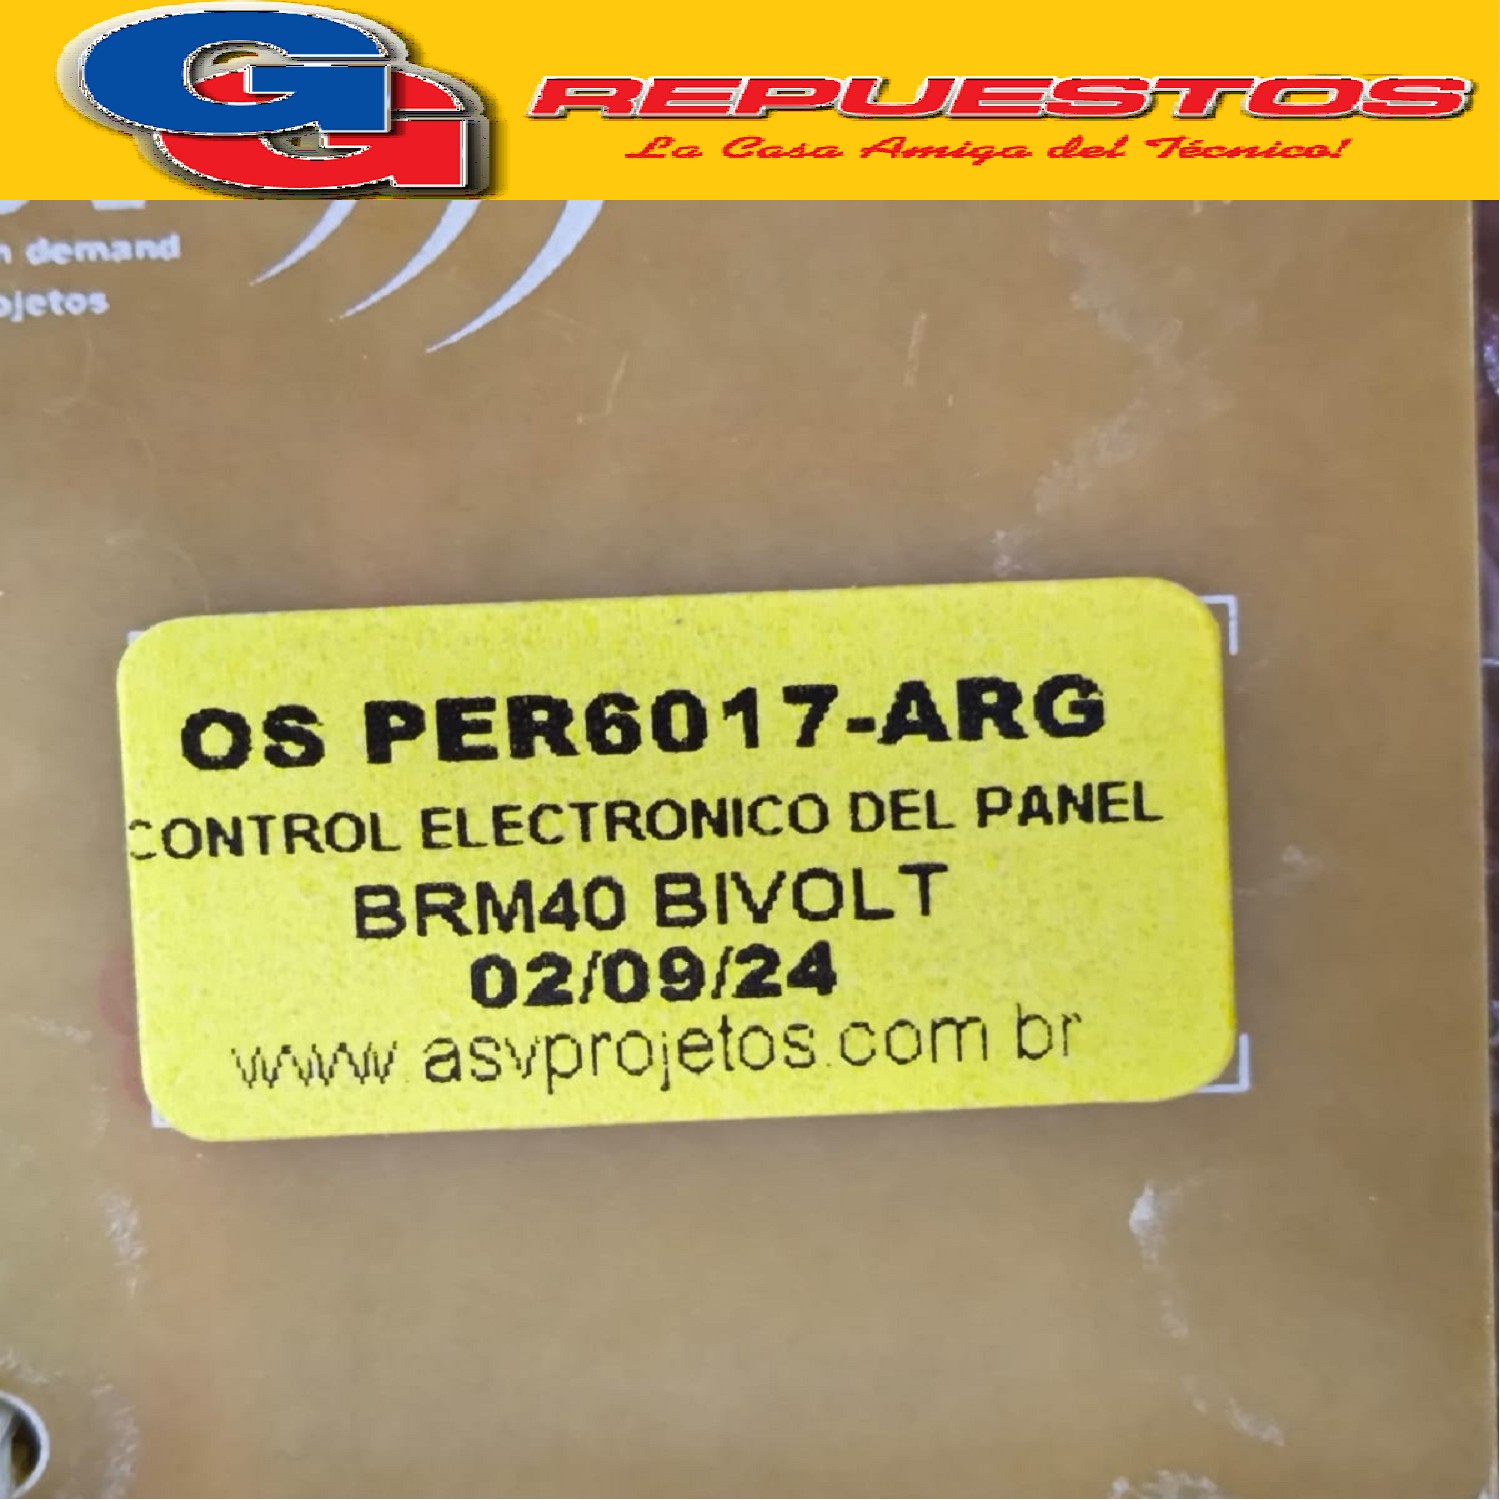 GG REPUESTOS
La Casa Amiga del Técnico!
demand
ojetos
OS PER6017-ARG
CONTROL ELECTRONICO DEL PANEL
BRM40 BIVOLT
02/09/24
www.asvprojetos.com br